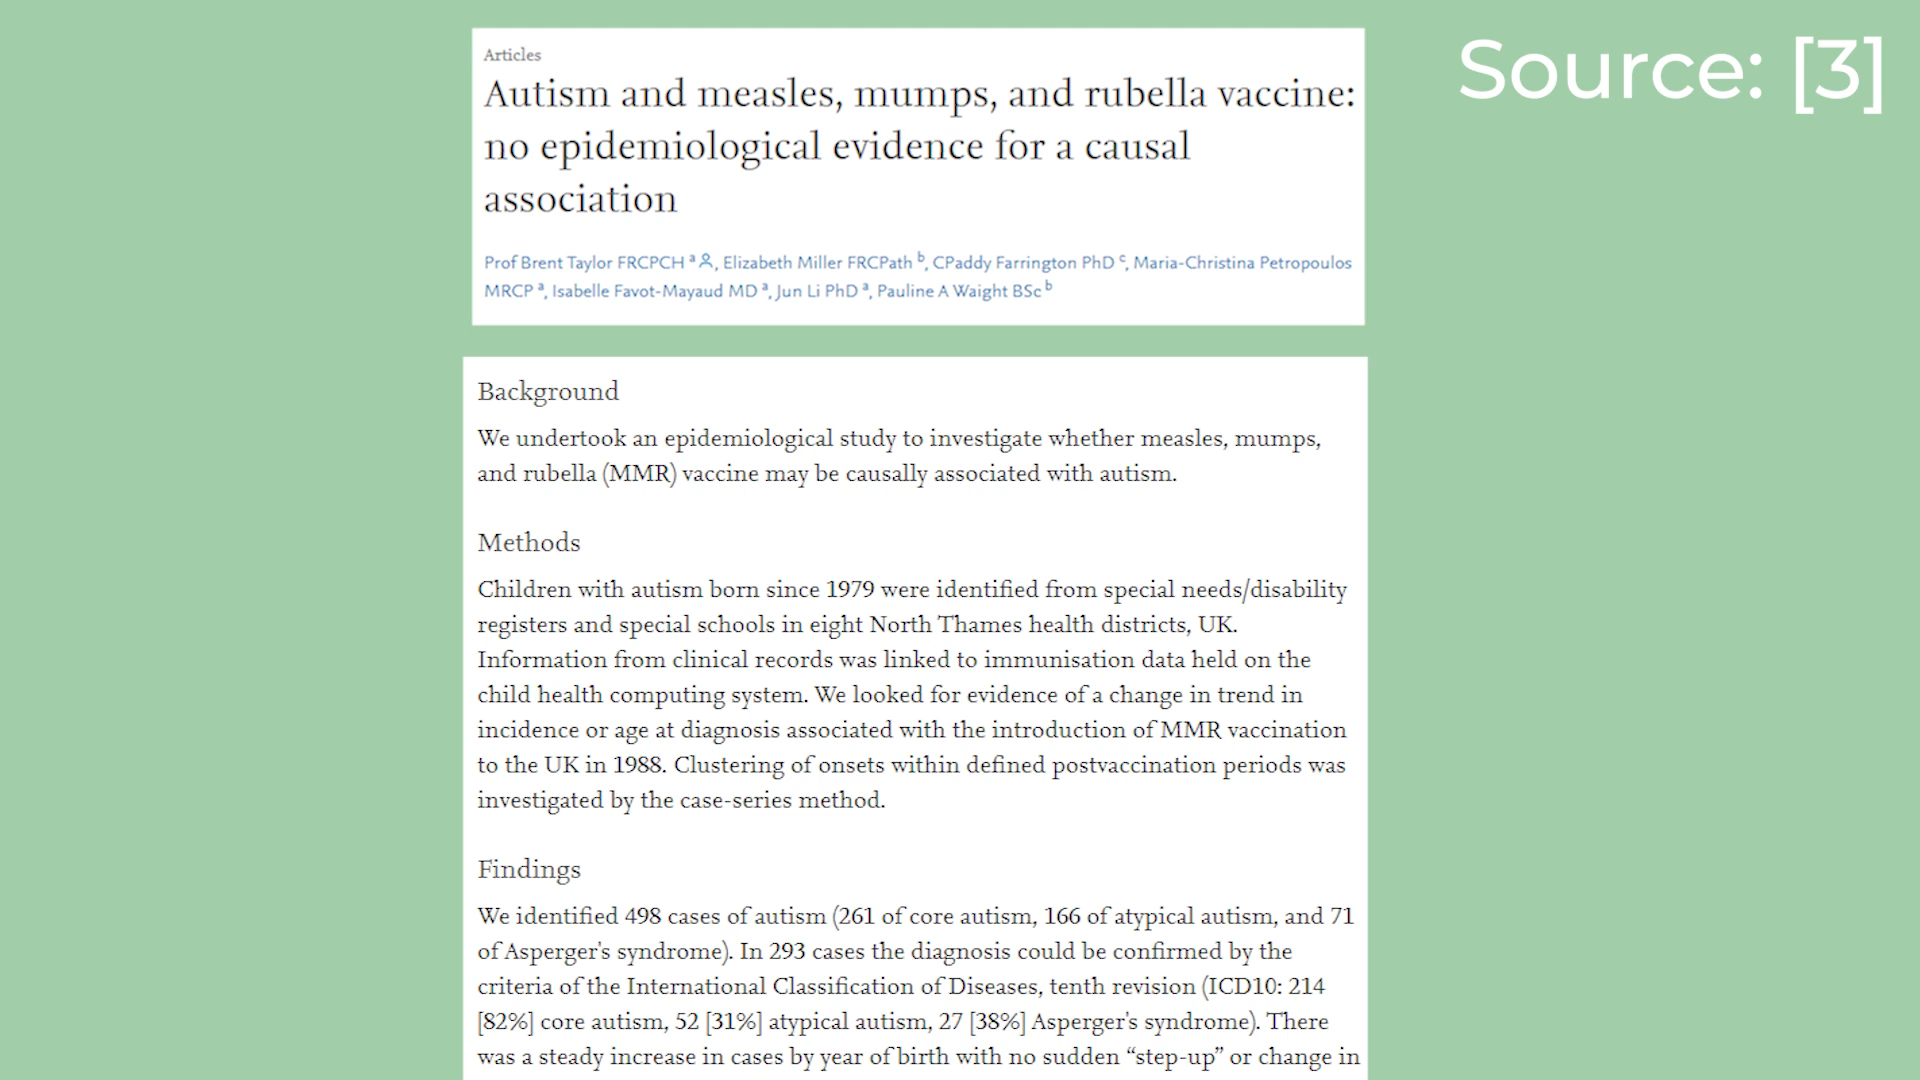 Articles
Source: [3]
Autism and measles, mumps, and rubella vaccine:
no epidemiological evidence for a causal
association
Prof Brent Taylor FRCPCH a, Elizabeth Miller FRCPath b, CPaddy Farrington PhD c, Maria-Christina Petropoulos
MRCP a, Isabelle Favot-Mayaud MD a, Jun Li PhD a, Pauline A Waight BSc b
Background
We undertook an epidemiological study to investigate whether measles, mumps,
and rubella (MMR) vaccine may be causally associated with autism.
Methods
Children with autism born since 1979 were identified from special needs/disability
registers and special schools in eight North Thames health districts, UK.
Information from clinical records was linked to immunisation data held on the
child health computing system. We looked for evidence of a change in trend in
incidence or age at diagnosis associated with the introduction of MMR vaccination
to the UK in 1988. Clustering of onsets within defined postvaccination periods was
investigated by the case-series method.
Findings
We identified 498 cases of autism (261 of core autism, 166 of atypical autism, and 71
of Asperger's syndrome). In 293 cases the diagnosis could be confirmed by the
criteria of the International Classification of Diseases, tenth revision (ICD10: 214
[82%] core autism, 52 [31%] atypical autism, 27 [38%] Asperger's syndrome). There
was a steady increase in cases by year of birth with no sudden “step-up” or change in